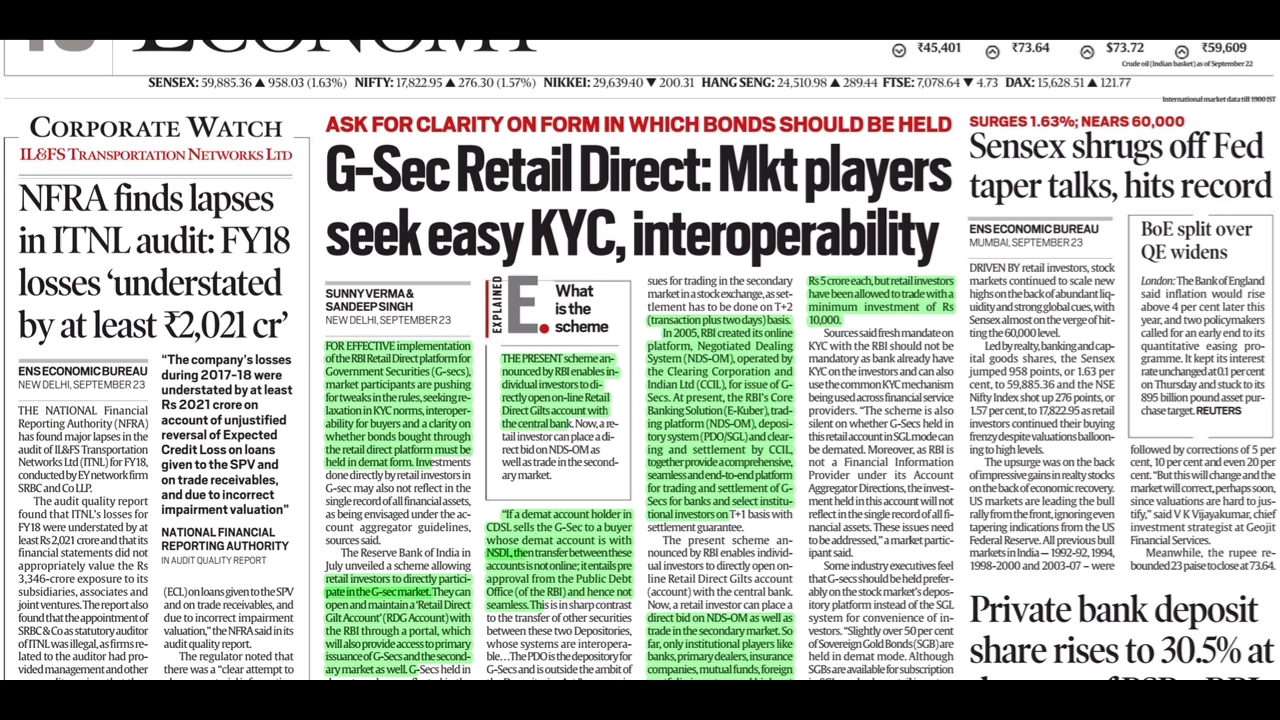 ECONOMY
₹45,401 ₹73.64 $73.72 ₹59,609
Crude oil (Indian basket) as of September 22
SENSEX: 59,885.36 ▲ 958.03 (1.63%) NIFTY: 17,822.95 ▲ 276.30 (1.57%) NIKKEI: 29,639.40 ▼ 200.31 HANG SENG: 24,510.98 ▲ 289.44 FTSE: 7,078.64 ▼ 4.73 DAX: 15,628.51 ▲ 121.77
International market data till 1900 IST
CORPORATE WATCH
IL&FS TRANSPORTATION NETWORKS LTD
NFRA finds lapses
in ITNL audit: FY18
losses ‘understated
by at least ₹2,021 cr’
ENS ECONOMIC BUREAU
NEW DELHI, SEPTEMBER 23
THE NATIONAL Financial
Reporting Authority (NFRA)
has found major lapses in the
audit of IL&FS Transportation
Networks Ltd (ITNL) for FY18,
conducted by EY network firm
SRBC and Co LLP.
The audit quality report
found that ITNL's losses for
FY18 were understated by at
least Rs 2,021 crore and that its
financial statements did not
appropriately value the Rs
3,346-crore exposure to its
subsidiaries, associates and
joint ventures. The report also
found that the appointment of
SRBC & Co as statutory auditor
of ITNL was illegal, as firms re-
lated to the auditor had pro-
vided management and other
"The company's losses
during 2017-18 were
understated by at least
Rs 2021 crore on
account of unjustified
reversal of Expected
Credit Loss on loans
given to the SPV and
on trade receivables,
and due to incorrect
impairment valuation"
NATIONAL FINANCIAL
REPORTING AUTHORITY
IN AUDIT QUALITY REPORT
(ECL) on loans given to the SPV
and on trade receivables, and
due to incorrect impairment
valuation," the NFRA said in its
audit quality report.
The regulator noted that
there was a "clear attempt to
ASK FOR CLARITY ON FORM IN WHICH BONDS SHOULD BE HELD
G-Sec Retail Direct: Mkt players
seek easy KYC, interoperability
SUNNY VERMA &
SANDEEP SINGH
NEW DELHI, SEPTEMBER 23
FOR EFFECTIVE implementation
of the RBI Retail Direct platform for
Government Securities (G-secs),
market participants are pushing
for tweaks in the rules, seeking re-
laxation in KYC norms, interoper-
ability for buyers and a clarity on
whether bonds bought through
the retail direct platform must be
held in demat form. Investments
done directly by retail investors in
G-sec may also not reflect in the
single record of all financial assets,
as being envisaged under the ac-
count aggregator guidelines,
sources said.
The Reserve Bank of India in
July unveiled a scheme allowing
retail investors to directly partici-
pate in the G-sec market. They can
open and maintain a 'Retail Direct
Gilt Account' (RDG Account) with
the RBI through a portal, which
will also provide access to primary
issuance of G-Secs and the second-
ary market as well. G-Secs held in
EXPLAINED
E.
What
is the
scheme
THE PRESENT scheme an-
nounced by RBI enables in-
dividual investors to di-
rectly open on-line Retail
Direct Gilts account with
the central bank. Now, a re-
tail investor can place a di-
rect bid on NDS-OM as
well as trade in the second-
ary market.
"If a demat account holder in
CDSL sells the G-Sec to a buyer
whose demat account is with
NSDL, then transfer between these
accounts is not online; it entails pre
approval from the Public Debt
Office (of the RBI) and hence not
seamless. This is in sharp contrast
to the transfer of other securities
between these two Depositories,
whose systems are interopera-
ble...The PDO is the depository for
G-Secs and is outside the ambit of
sues for trading in the secondary
market in a stock exchange, as set-
tlement has to be done on T+2
(transaction plus two days) basis.
In 2005, RBI created its online
platform, Negotiated Dealing
System (NDS-OM), operated by
the Clearing Corporation and
Indian Ltd (CCIL), for issue of G-
Secs. At present, the RBI's Core
Banking Solution (E-Kuber), trad-
ing platform (NDS-OM), deposi-
tory system (PDO/SGL) and clear-
ing and settlement by CCIL,
together provide a comprehensive,
seamless and end-to-end platform
for trading and settlement of G-
Secs for banks and select institu-
tional investors on T+1 basis with
settlement guarantee.
The present scheme an-
nounced by RBI enables individ-
ual investors to directly open on-
line Retail Direct Gilts account
(account) with the central bank.
Now, a retail investor can place a
direct bid on NDS-OM as well as
trade in the secondary market. So
far, only institutional players like
banks, primary dealers, insurance
companies, mutual funds, foreign
Rs 5 crore each, but retail investors
have been allowed to trade with a
minimum investment of Rs
10,000.
Sources said fresh mandate on
KYC with the RBI should not be
mandatory as bank already have
KYC on the investors and can also
use the common KYC mechanism
being used across financial service
providers. "The scheme is also
silent on whether G-Secs held in
this retail account in SGL mode can
be demated. Moreover, as RBI is
not a Financial Information
Provider under its Account
Aggregator Directions, the invest-
ment held in this account will not
reflect in the single record of all fi-
nancial assets. These issues need
to be addressed," a market partic-
ipant said.
Some industry executives feel
that G-secs should be held prefer-
ably on the stock market's depos-
itory platform instead of the SGL
system for convenience of in-
vestors. "Slightly over 50 per cent
of Sovereign Gold Bonds (SGB) are
held in demat mode. Although
SGBs are available for subscription
SURGES 1.63%; NEARS 60,000
Sensex shrugs off Fed
taper talks, hits record
ENS ECONOMIC BUREAU
MUMBAI, SEPTEMBER 23
DRIVEN BY retail investors, stock
markets continued to scale new
highs on the back of abundant liq-
uidity and strong global cues, with
Sensex almost on the verge of hit-
ting the 60,000 level.
Led by realty, banking and cap-
ital goods shares, the Sensex
jumped 958 points, or 1.63 per
cent, to 59,885.36 and the NSE
Nifty Index shot up 276 points, or
1.57 per cent, to 17,822.95 as retail
investors continued their buying
frenzy despite valuations balloon-
ing to high levels.
The upsurge was on the back
of impressive gains in realty stocks
on the back of economic recovery.
US markets are leading the bull
rally from the front, ignoring even
tapering indications from the US
Federal Reserve. All previous bull
markets in India — 1992-92, 1994,
1998-2000 and 2003-07 – were
BoE split over
QE widens
London: The Bank of England
said inflation would rise
above 4 per cent later this
year, and two policymakers
called for an early end to its
quantitative easing pro-
gramme. It kept its interest
rate unchanged at 0.1 per cent
on Thursday and stuck to its
895 billion pound asset pur-
chase target. REUTERS
followed by corrections of 5 per
cent, 10 per cent and even 20 per
cent. "But this will change and the
market will correct, perhaps soon,
since valuations are hard to jus-
tify," said V K Vijayakumar, chief
investment strategist at Geojit
Financial Services.
Meanwhile, the rupee re-
bounded 23 paise to close at 73.64.
Private bank deposit
share rises to 30.5% at